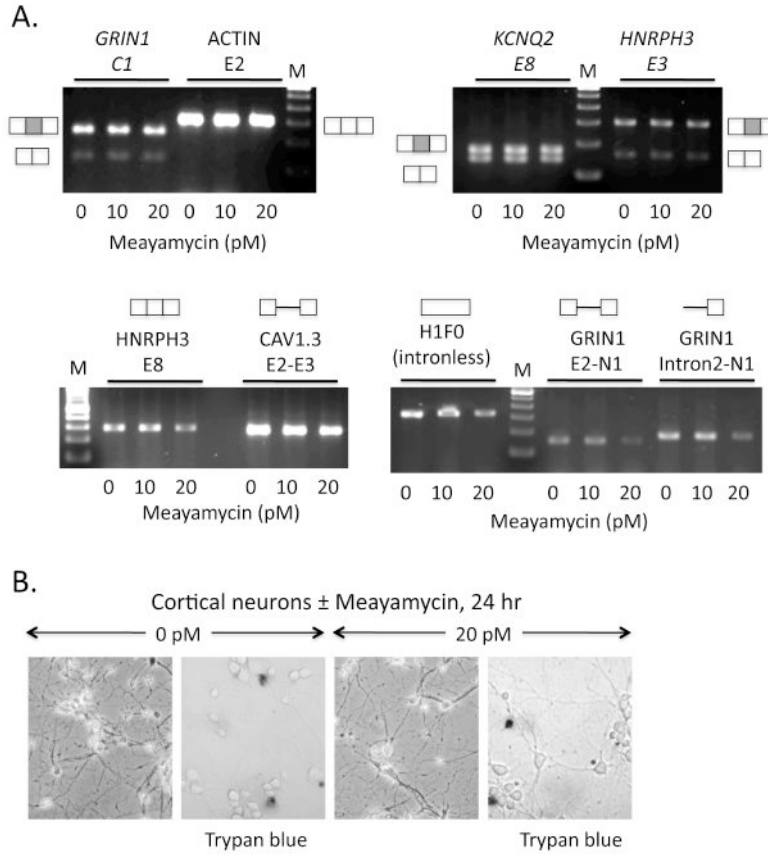 A.
GRIN1 ACTIN KCNQ2 HNRPH3
C1 E2 M E8 M E3
0 10 20 0 10 20 0 10 20 0 10 20
Meayamycin (pM) Meayamycin (pM)
HNRPH3 CAV1.3 H1F0 GRIN1 GRIN1
M E8 E2-E3 (intronless) M E2-N1 Intron2-N1
0 10 20 0 10 20 0 10 20 0 10 20 0 10 20
Meayamycin (pM) Meayamycin (pM)
B.
Cortical neurons ± Meayamycin, 24 hr
0 pM 20 pM
Trypan blue Trypan blue